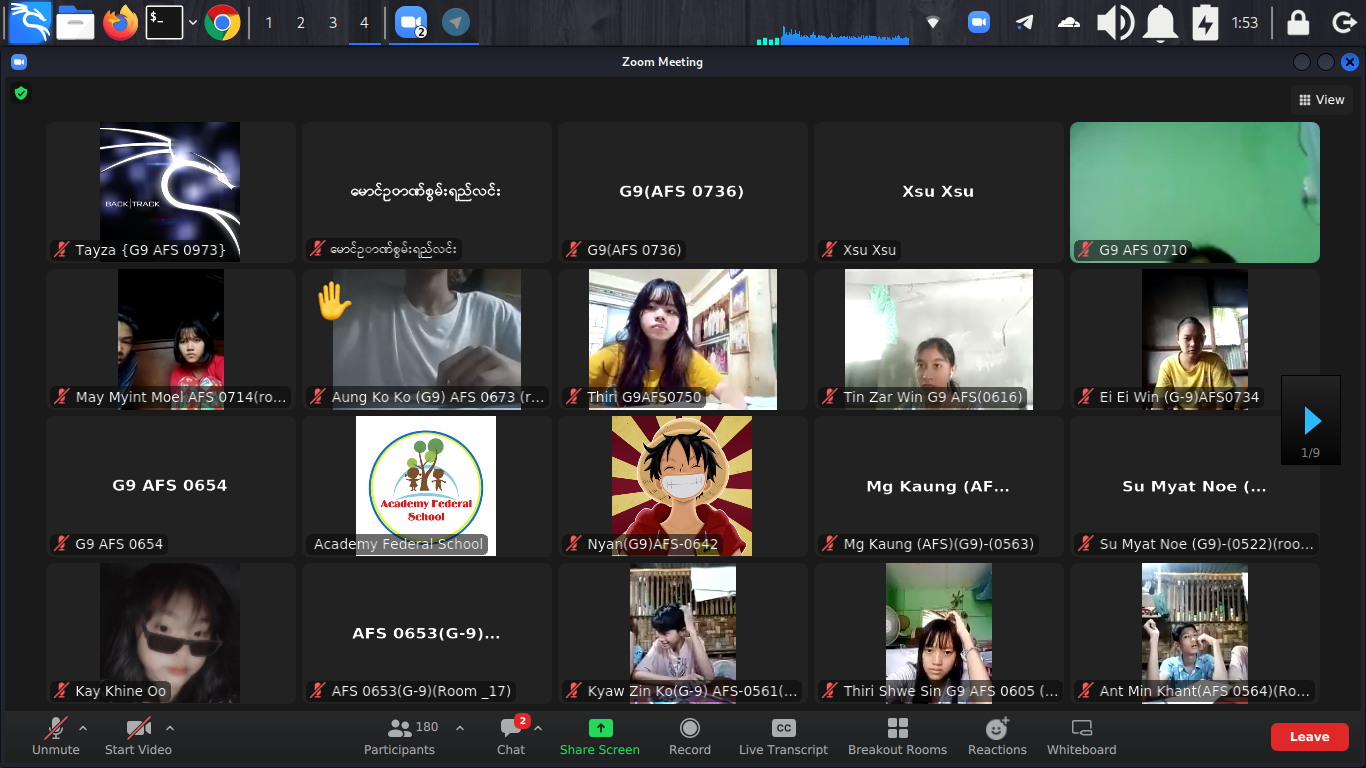 1 2 3 4
2
1:53
Zoom Meeting
View
BACK|TRACK
Tayza {G9 AFS 0973}
မောင်ဥာဏ်စွမ်းရည်လင်း
မောင်ဥာဏ်စွမ်းရည်လင်း
G9(AFS 0736)
G9(AFS 0736)
Xsu Xsu
Xsu Xsu
G9 AFS 0710
May Myint Moel AFS 0714(ro...
Aung Ko Ko (G9) AFS 0673 (r...
Thiri G9AFS0750
Tin Zar Win G9 AFS(0616)
Ei Ei Win (G-9)AFS0734
1/9
G9 AFS 0654
G9 AFS 0654
Academy Federal
School
Academy Federal School
Nyan(G9)AFS-0642
Mg Kaung (AF...
Mg Kaung (AFS)(G9)-(0563)
Su Myat Noe (...
Su Myat Noe (G9)-(0522)(roo...
Kay Khine Oo
AFS 0653(G-9)...
AFS 0653(G-9)(Room _17)
Kyaw Zin Ko(G-9) AFS-0561(...
Thiri Shwe Sin G9 AFS 0605 (...
Ant Min Khant(AFS 0564)(Ro...
Unmute
Start Video
180
Participants
2
Chat
Share Screen
Record
CC
Live Transcript
Breakout Rooms
Reactions
Whiteboard
Leave